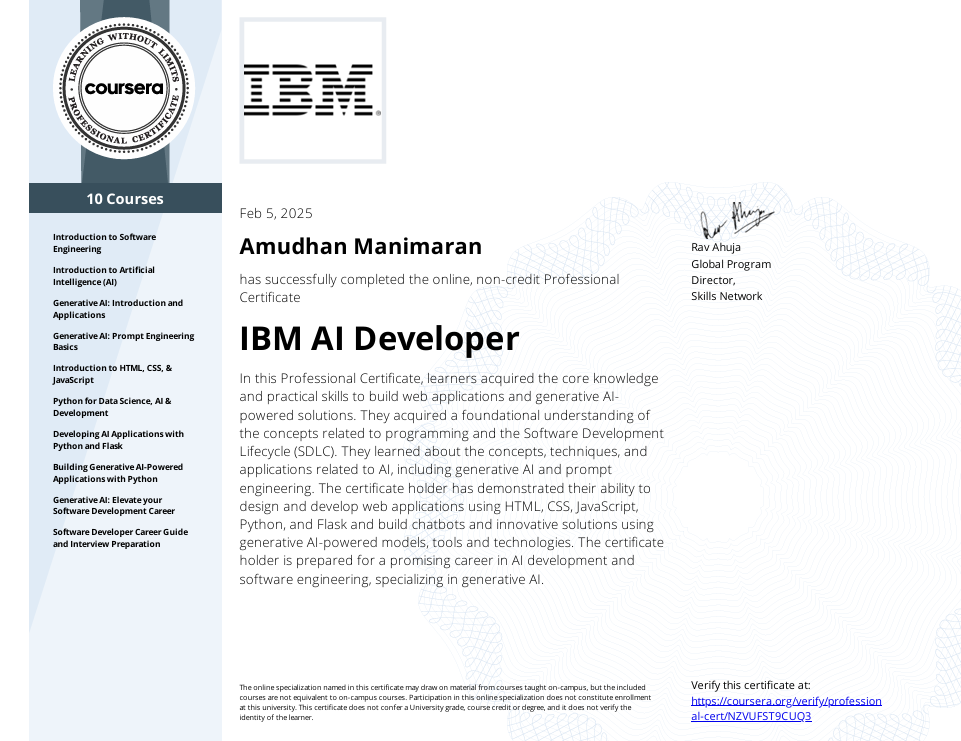 LEARNING WITHOUT LIMITS
coursera
PROFESSIONAL CERTIFICATE
IBM®
10 Courses
Introduction to Software
Engineering
Introduction to Artificial
Intelligence (AI)
Generative AI: Introduction and
Applications
Generative AI: Prompt Engineering
Basics
Introduction to HTML, CSS, &
JavaScript
Python for Data Science, AI &
Development
Developing AI Applications with
Python and Flask
Building Generative AI-Powered
Applications with Python
Generative AI: Elevate your
Software Development Career
Software Developer Career Guide
and Interview Preparation
Feb 5, 2025
Amudhan Manimaran
has successfully completed the online, non-credit Professional
Certificate
IBM AI Developer
In this Professional Certificate, learners acquired the core knowledge
and practical skills to build web applications and generative AI-
powered solutions. They acquired a foundational understanding of
the concepts related to programming and the Software Development
Lifecycle (SDLC). They learned about the concepts, techniques, and
applications related to AI, including generative AI and prompt
engineering. The certificate holder has demonstrated their ability to
design and develop web applications using HTML, CSS, JavaScript,
Python, and Flask and build chatbots and innovative solutions using
generative AI-powered models, tools and technologies. The certificate
holder is prepared for a promising career in AI development and
software engineering, specializing in generative AI.
Rav Ahuja
Rav Ahuja
Global Program
Director,
Skills Network
The online specialization named in this certificate may draw on material from courses taught on-campus, but the included
courses are not equivalent to on-campus courses. Participation in this online specialization does not constitute enrollment
at this university. This certificate does not confer a University grade, course credit or degree, and it does not verify the
identity of the learner.
Verify this certificate at:
https://coursera.org/verify/profession
al-cert/NZVUFST9CUQ3